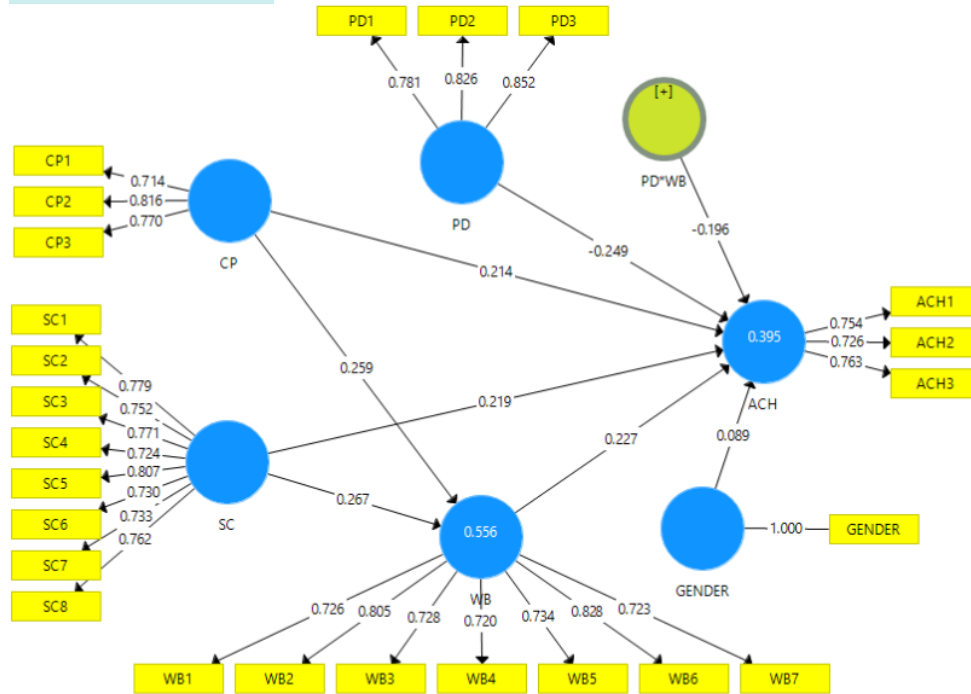 PD1 PD2 PD3
0.781 0.826 0.852
[+]
PD*WB
PD
CP1
CP2
CP3
0.714
0.816
0.770
CP
-0.249
-0.196
0.214
ACH1
ACH2
ACH3
0.754
0.726
0.763
0.395
ACH
SC1
SC2
SC3
SC4
SC5
SC6
SC7
SC8
0.779
0.752
0.771
0.724
0.807
0.730
0.733
0.762
SC
0.259
0.219
0.227
0.089
0.267
0.556
WB
1.000
GENDER
GENDER
0.726 0.805 0.728 0.720 0.734 0.828 0.723
WB1 WB2 WB3 WB4 WB5 WB6 WB7